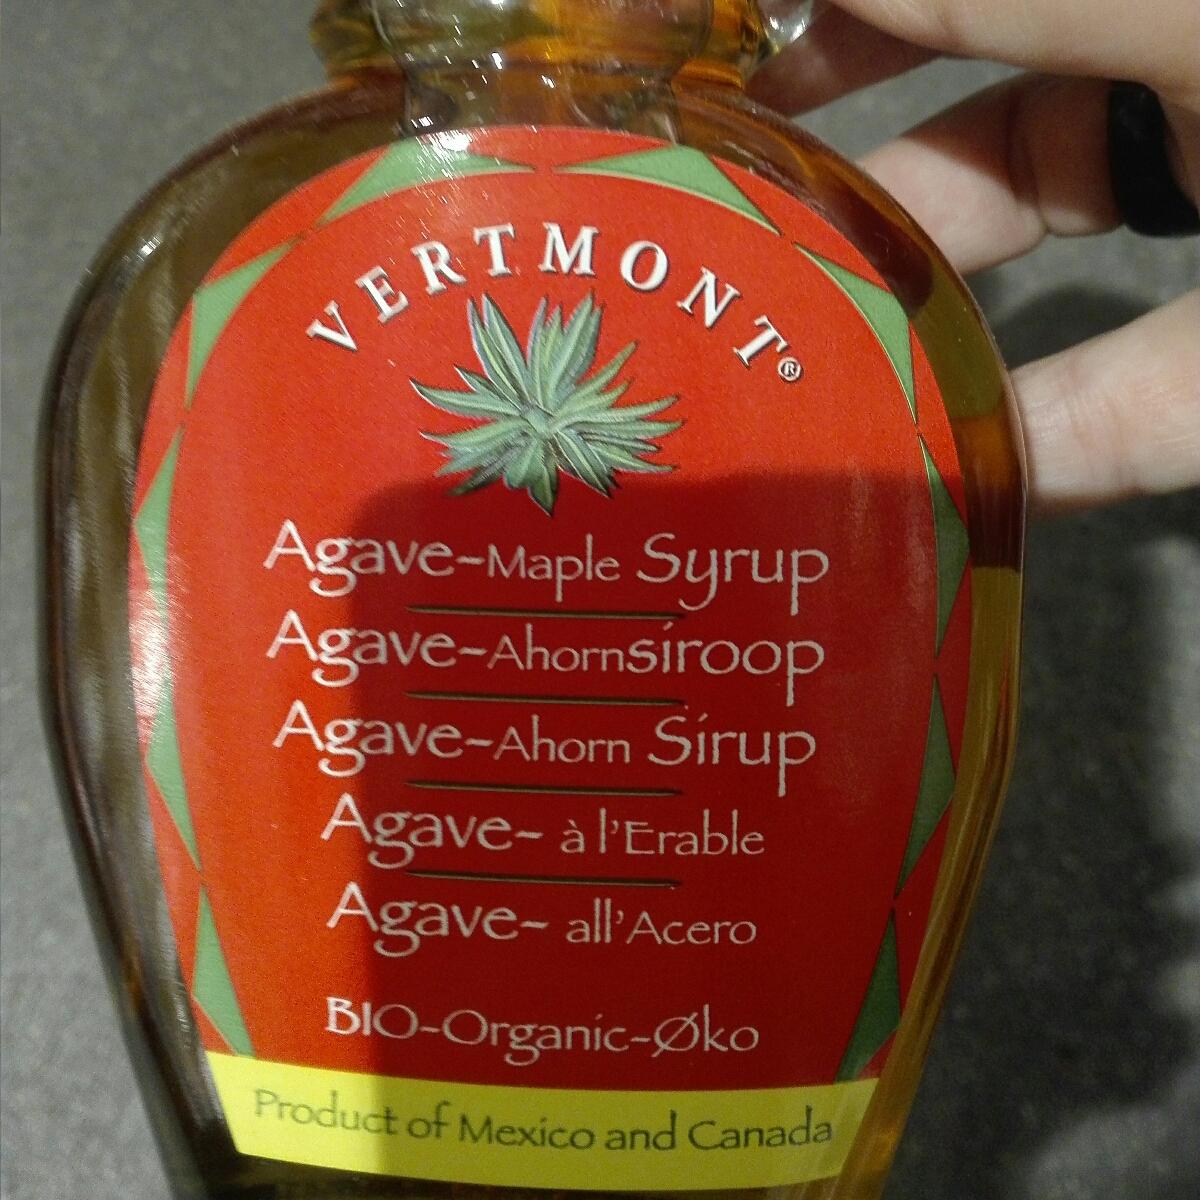 VERTMONT®
Agave-Maple Syrup
Agave-Ahornsiroop
Agave-Ahorn Sirup
Agave- à l'Erable
Agave- all'Acero
BIO-Organic-Øko
Product of Mexico and Canada